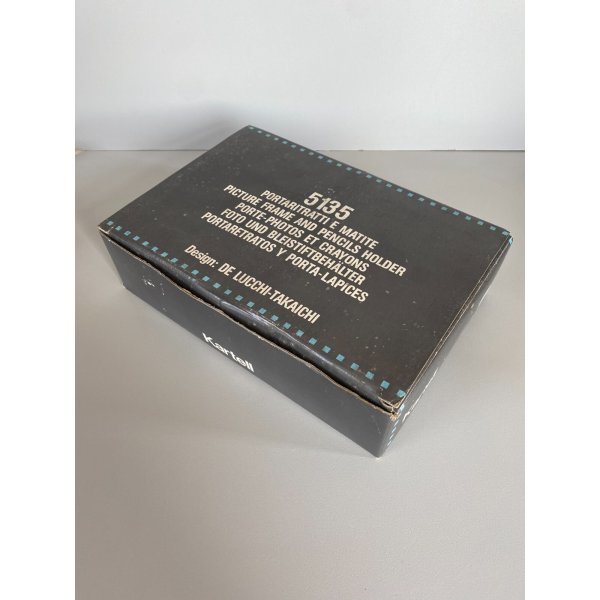 5135
PORTARITRATTI E MATITE
PICTURE FRAME AND PENCILS HOLDER
PORTE-PHOTOS ET CRAYONS
FOTO UND BLEISTIFTBEHÄLTER
PORTARETRATOS Y PORTA-LAPICES
Design: DE LUCCHI-TAKAICHI
Kartell